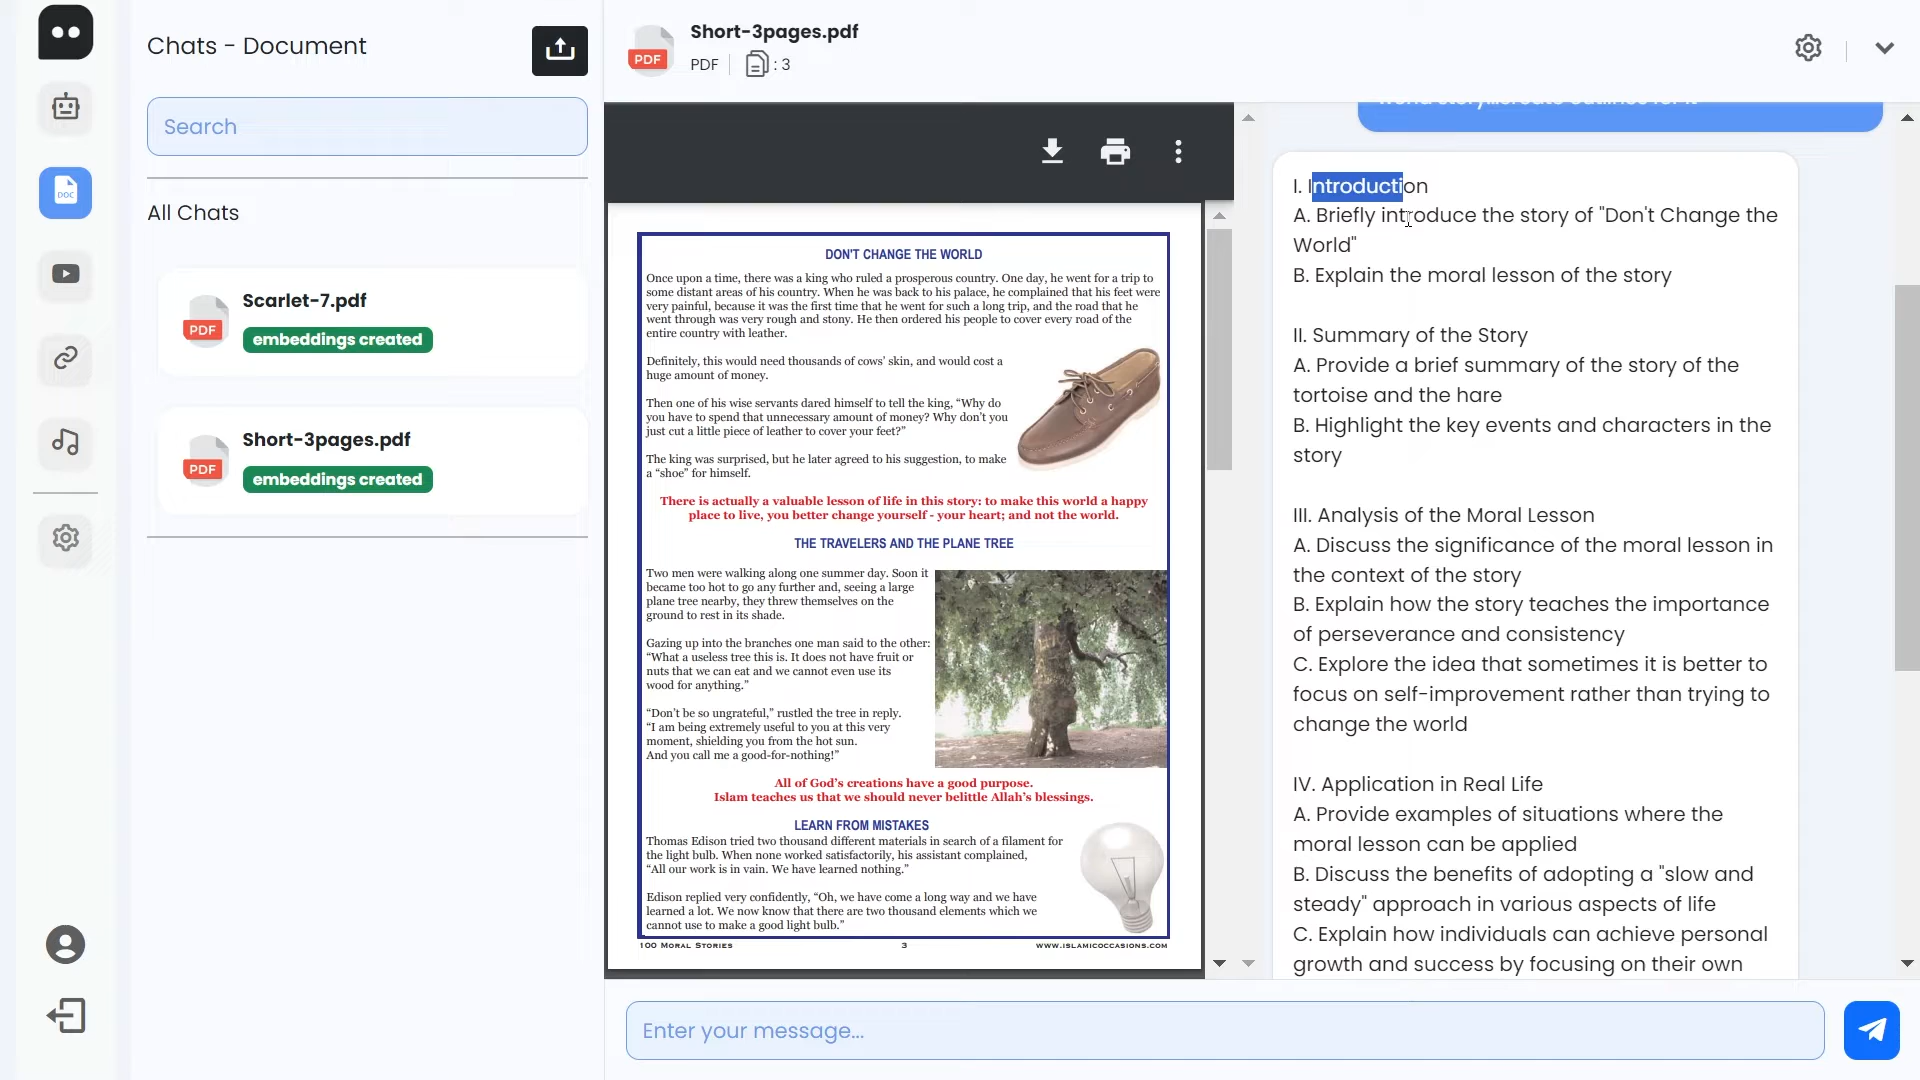 Chats - Document
Search
All Chats
PDF
Scarlet-7.pdf
embeddings created
PDF
Short-3pages.pdf
embeddings created
DOC
PDF
Short-3pages.pdf
PDF
: 3
DON'T CHANGE THE WORLD
Once upon a time, there was a king who ruled a prosperous country. One day, he went for a trip to
some distant areas of his country. When he was back to his palace, he complained that his feet were
very painful, because it was the first time that he went for such a long trip, and the road that he
went through was very rough and stony. He then ordered his people to cover every road of the
entire country with leather.
Definitely, this would need thousands of cows' skin, and would cost a
huge amount of money.
Then one of his wise servants dared himself to tell the king, “Why do
you have to spend that unnecessary amount of money? Why don’t you
just cut a little piece of leather to cover your feet?”
The king was surprised, but he later agreed to his suggestion, to make
a “shoe” for himself.
There is actually a valuable lesson of life in this story: to make this world a happy
place to live, you better change yourself - your heart; and not the world.
THE TRAVELERS AND THE PLANE TREE
Two men were walking along one summer day. Soon it
became too hot to go any further and, seeing a large
plane tree nearby, they threw themselves on the
ground to rest in its shade.
Gazing up into the branches one man said to the other:
“What a useless tree this is. It does not have fruit or
nuts that we can eat and we cannot even use its
wood for anything.”
“Don’t be so ungrateful,” rustled the tree in reply.
“I am being extremely useful to you at this very
moment, shielding you from the hot sun.
And you call me a good-for-nothing!”
All of God’s creations have a good purpose.
Islam teaches us that we should never belittle Allah’s blessings.
LEARN FROM MISTAKES
Thomas Edison tried two thousand different materials in search of a filament for
the light bulb. When none worked satisfactorily, his assistant complained,
“All our work is in vain. We have learned nothing.”
Edison replied very confidently, “Oh, we have come a long way and we have
learned a lot. We now know that there are two thousand elements which we
cannot use to make a good light bulb.”
100 MORAL STORIES
3
WWW.ISLAMICOCCASIONS.COM
I. Introduction
A. Briefly introduce the story of "Don't Change the
World"
B. Explain the moral lesson of the story
II. Summary of the Story
A. Provide a brief summary of the story of the
tortoise and the hare
B. Highlight the key events and characters in the
story
III. Analysis of the Moral Lesson
A. Discuss the significance of the moral lesson in
the context of the story
B. Explain how the story teaches the importance
of perseverance and consistency
C. Explore the idea that sometimes it is better to
focus on self-improvement rather than trying to
change the world
IV. Application in Real Life
A. Provide examples of situations where the
moral lesson can be applied
B. Discuss the benefits of adopting a "slow and
steady" approach in various aspects of life
C. Explain how individuals can achieve personal
growth and success by focusing on their own
Enter your message...